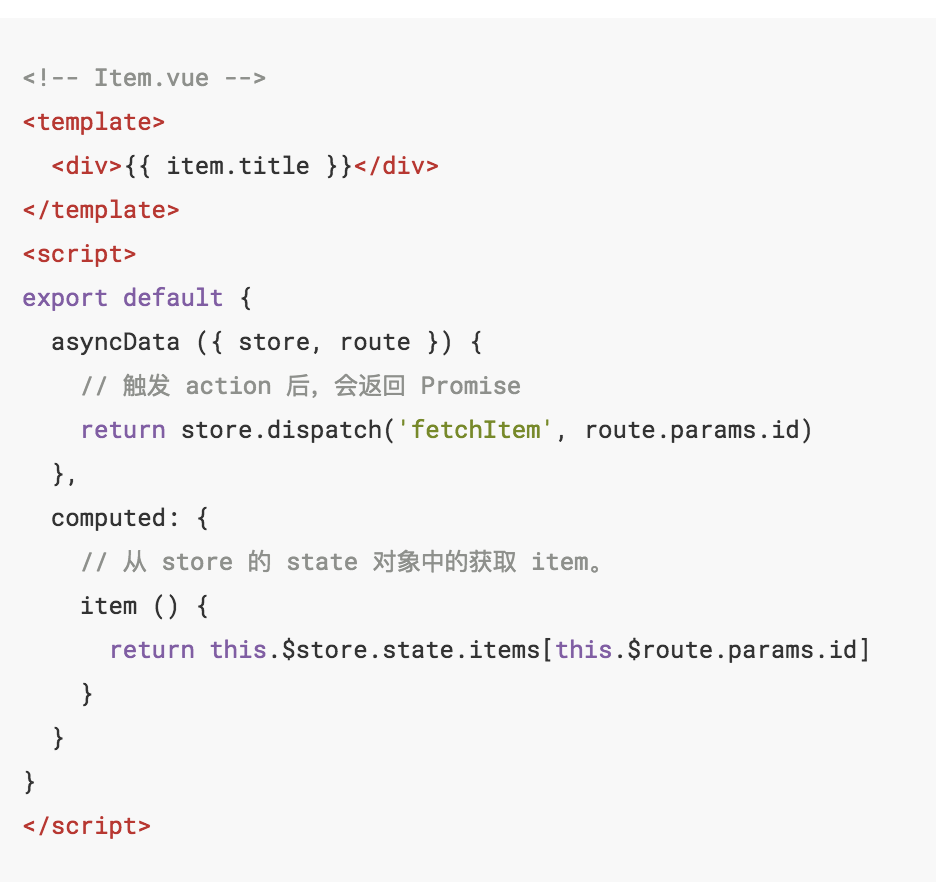 <!-- Item.vue -->
<template>
  <div>{{ item.title }}</div>
</template>
<script>
export default {
  asyncData ({ store, route }) {
    // 触发 action 后，会返回 Promise
    return store.dispatch('fetchItem', route.params.id)
  },
  computed: {
    // 从 store 的 state 对象中的获取 item。
    item () {
      return this.$store.state.items[this.$route.params.id]
    }
  }
}
</script>